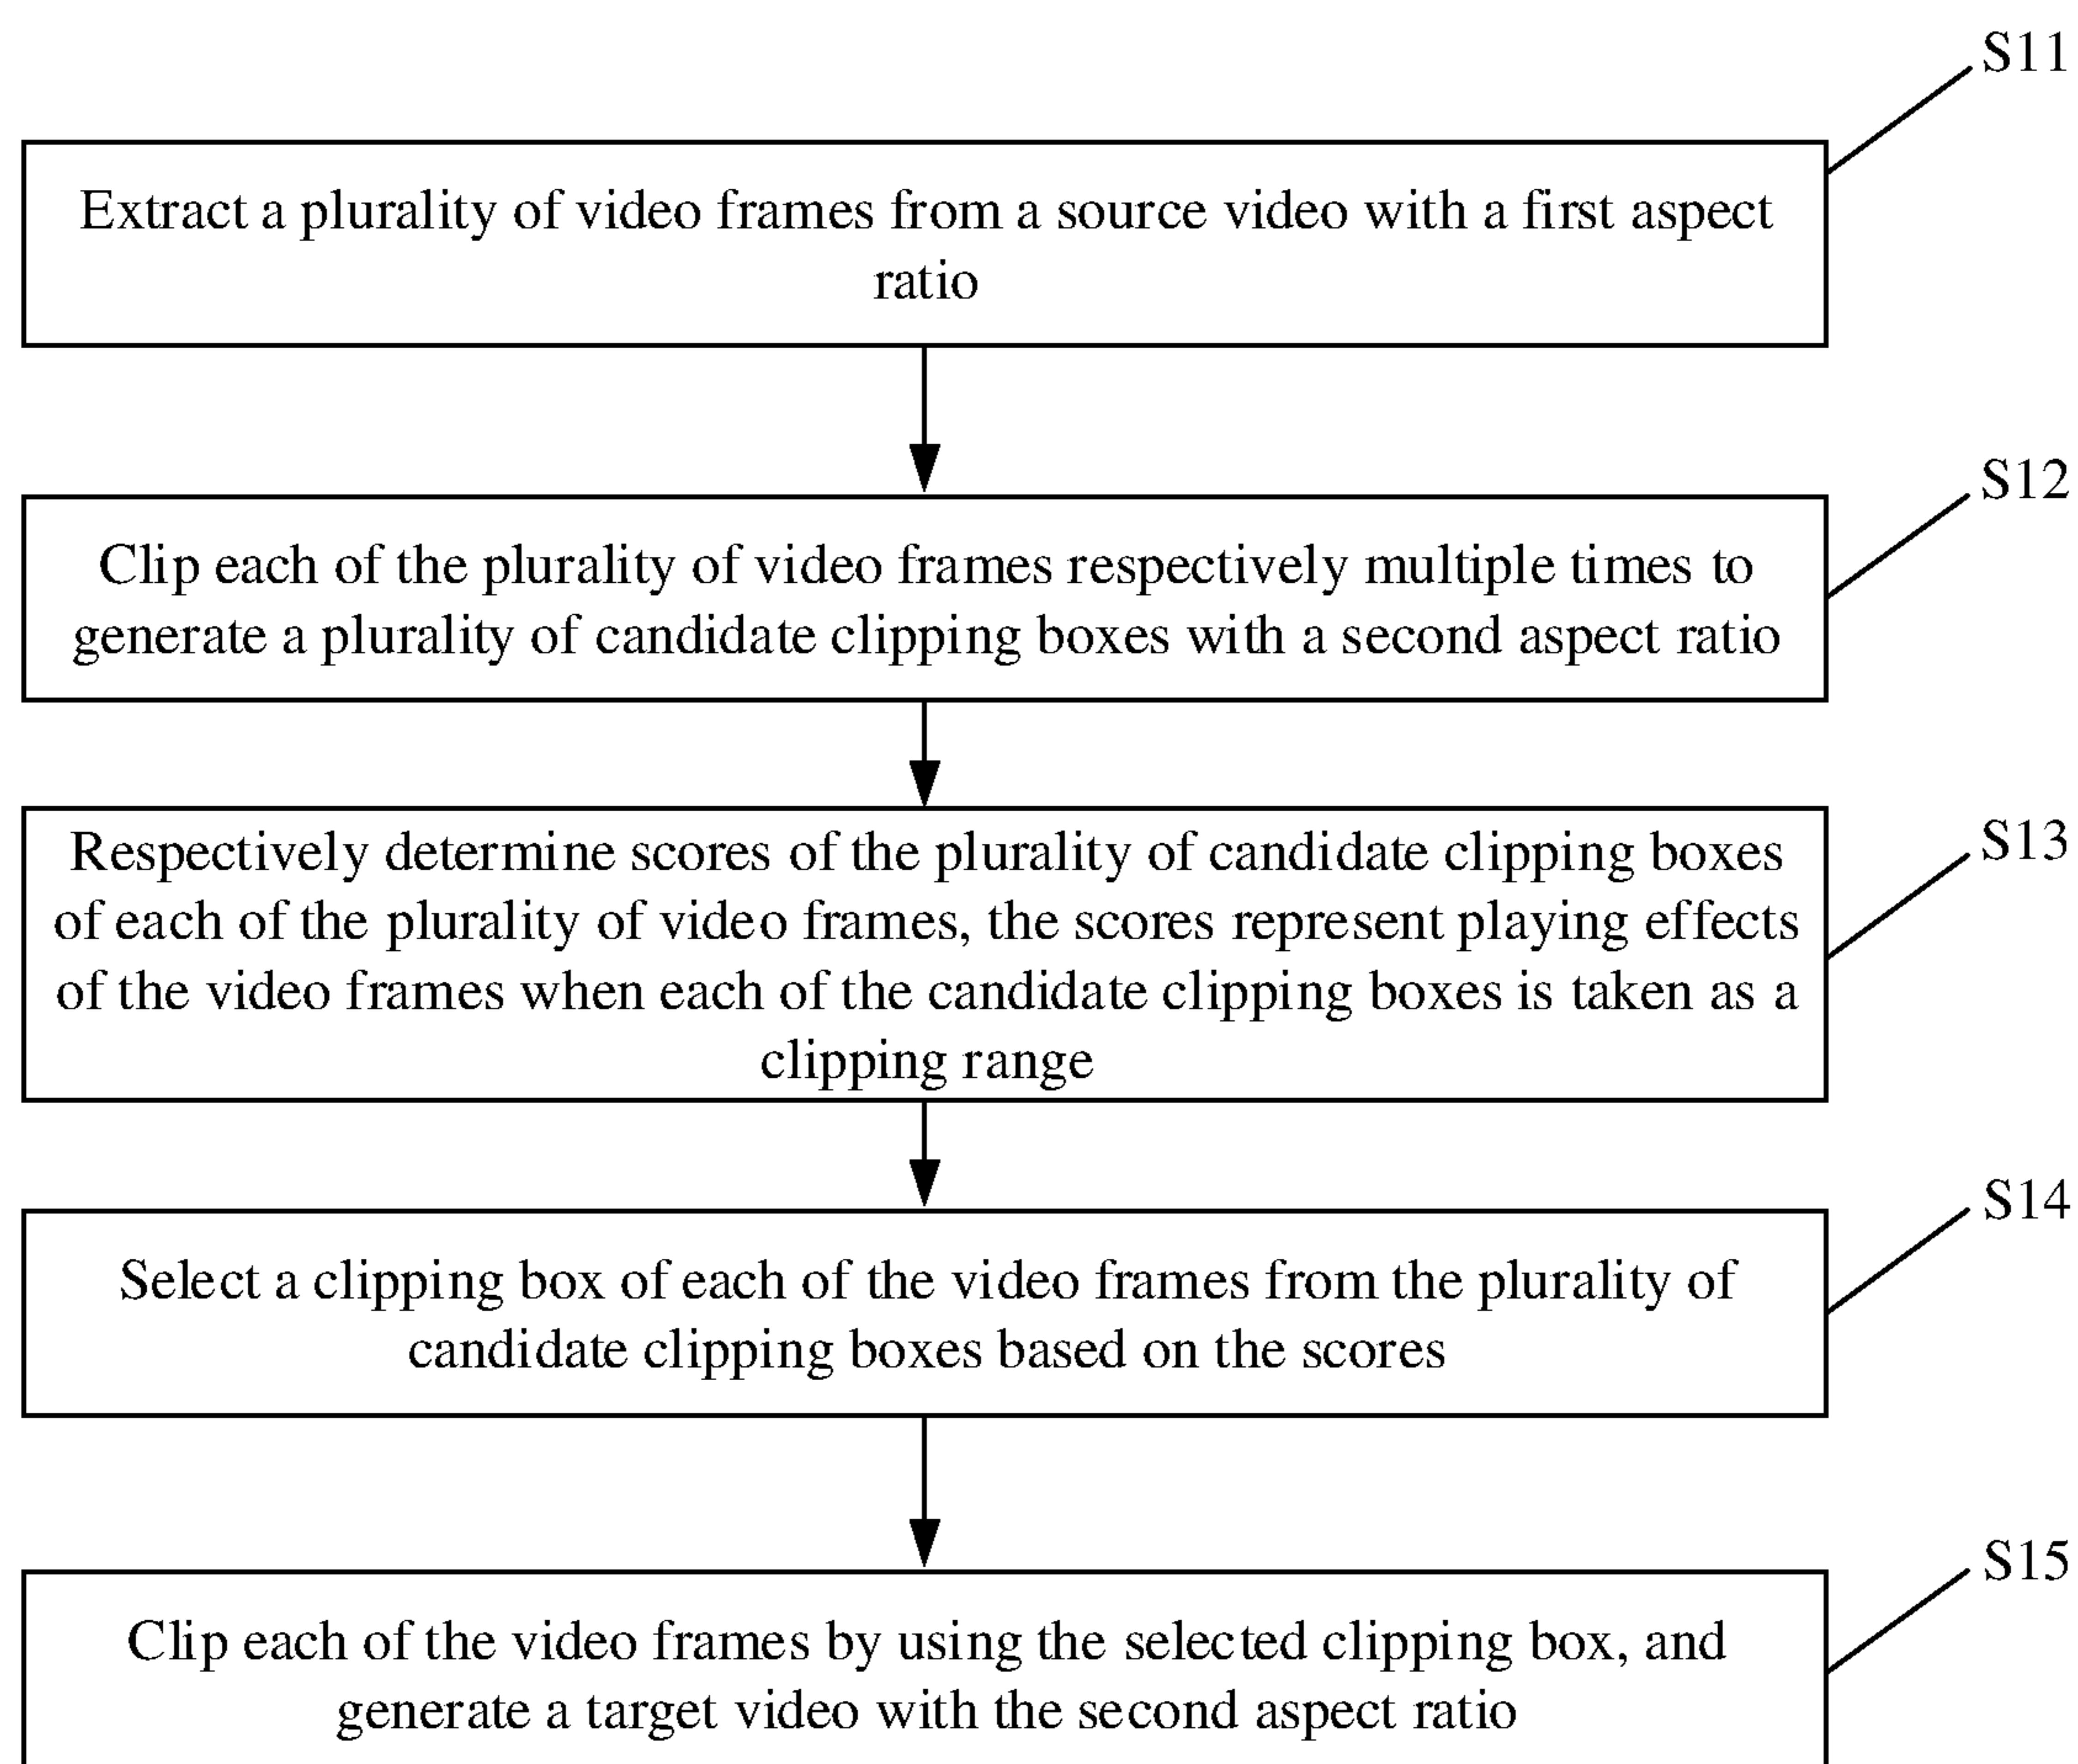 S11
Extract a plurality of video frames from a source video with a first aspect
ratio
S12
Clip each of the plurality of video frames respectively multiple times to
generate a plurality of candidate clipping boxes with a second aspect ratio
S13
Respectively determine scores of the plurality of candidate clipping boxes
of each of the plurality of video frames, the scores represent playing effects
of the video frames when each of the candidate clipping boxes is taken as a
clipping range
S14
Select a clipping box of each of the video frames from the plurality of
candidate clipping boxes based on the scores
S15
Clip each of the video frames by using the selected clipping box, and
generate a target video with the second aspect ratio